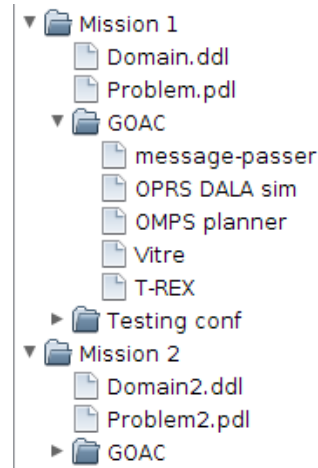 Mission 1
Domain.ddl
Problem.pdl
GOAC
message-passer
OPRS DALA sim
OMPS planner
Vitre
T-REX
Testing conf
Mission 2
Domain2.ddl
Problem2.pdl
GOAC